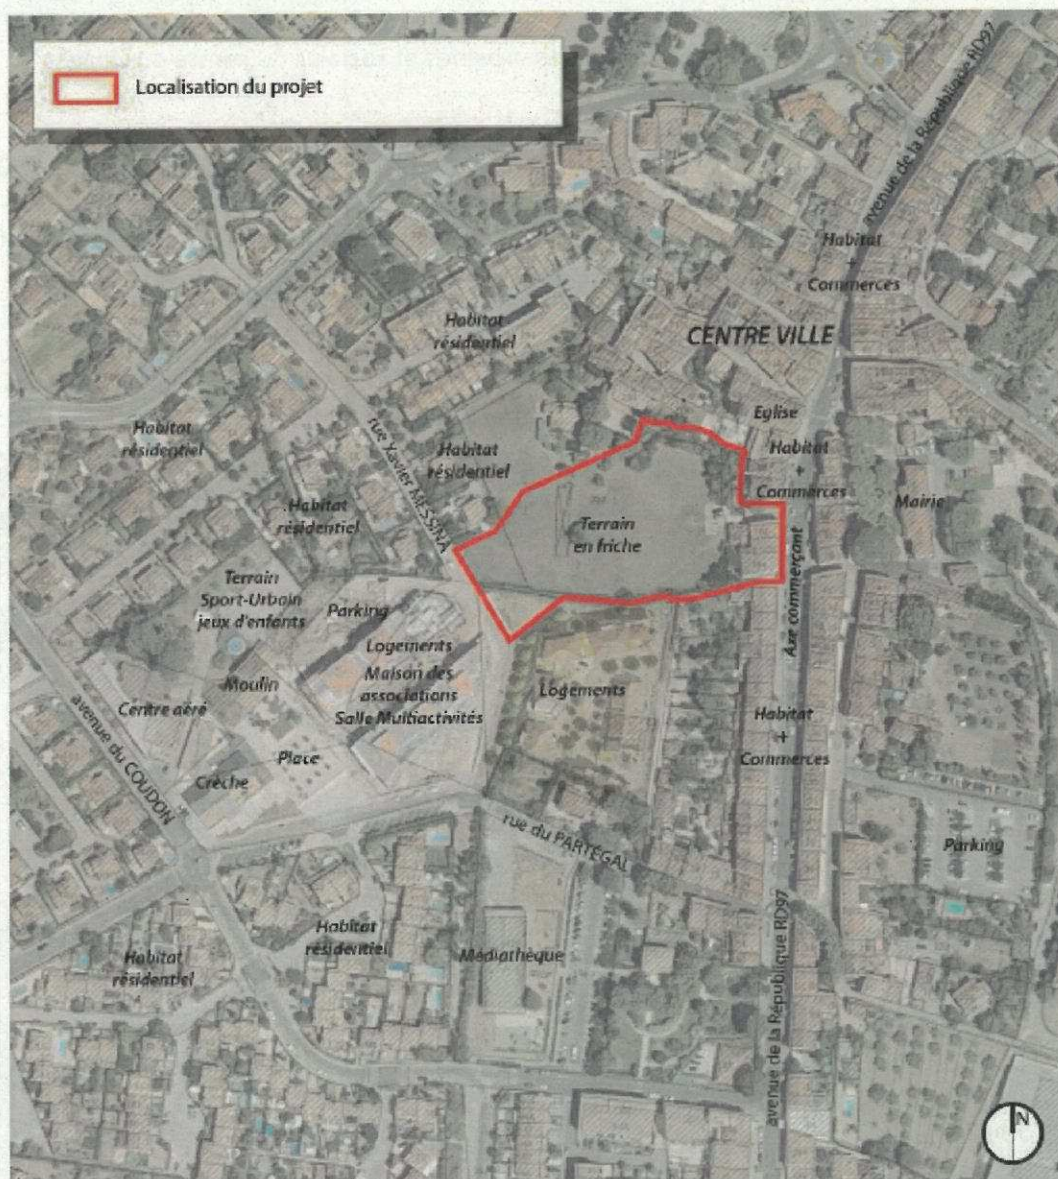 Localisation du projet
avenue de la République RD97
Habitat
+
Commerces
CENTRE VILLE
Habitat
résidentiel
Eglise
Habitat
+
Commerces
Mairie
Habitat
résidentiel
rue Xavier MESSINA
Habitat
résidentiel
Habitat
résidentiel
Terrain
en friche
Axe commerçant
Terrain
Sport-Urbain
jeux d'enfants
Parking
Logements
Maison des
associations
Salle Multiactivités
Moulin
Centre aéré
Place
Crèche
avenue du COUDON
Logements
Habitat
+
Commerces
rue du PARTEGAL
Parking
Habitat
résidentiel
Habitat
résidentiel
Médiathèque
avenue de la République RD97
N